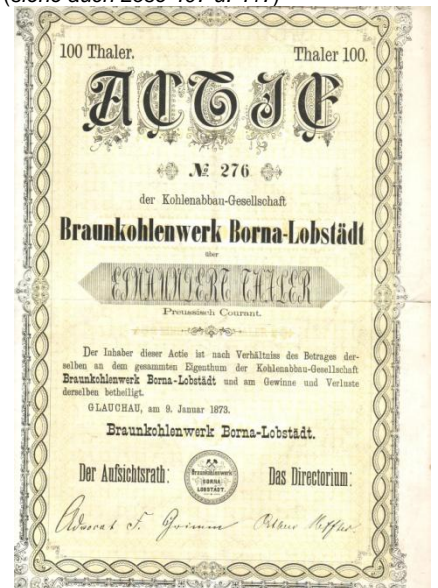 (siehe auch
100 Thaler. Thaler 100.
ACTIE
№ 276
der Kohlenabbau-Gesellschaft
Braunkohlenwerk Borna-Lobstädt
über
EINHUNDERT THALER
Preussisch Courant.
Der Inhaber dieser Actie ist nach Verhältniss des Betrages der-
selben an dem gesammten Eigenthum der Kohlenabbau-Gesellschaft
Braunkohlenwerk Borna-Lobstädt und am Gewinne und Verluste
derselben betheiligt.
GLAUCHAU, am 9. Januar 1873.
Braunkohlenwerk Borna-Lobstädt.
Der Aufsichtsrath: Das Directorium:
Braunkohlenwerk
BORNA
LOBSTÄDT
Advocat F. Grimm